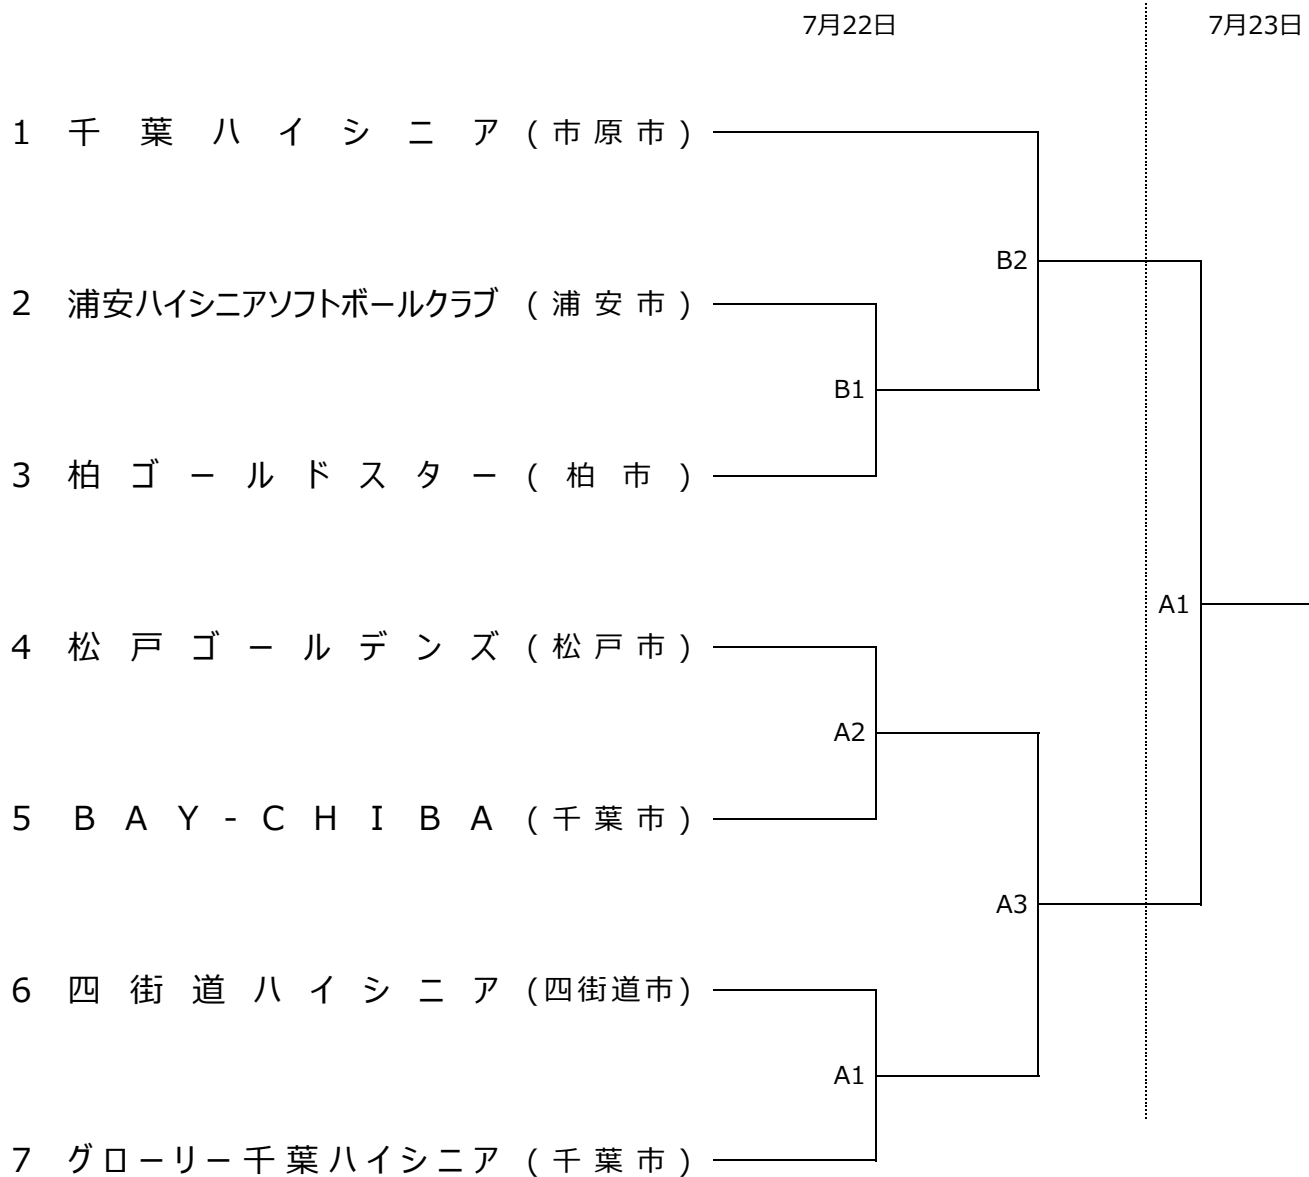 7月22日 7月23日
1 千葉ハイシニア (市原市)
B2
2 浦安ハイシニアソフトボールクラブ (浦安市)
B1
3 柏ゴールドスター (柏市)
A1
4 松戸ゴールデンズ (松戸市)
A2
5 BAY-CHIBA (千葉市)
A3
6 四街道ハイシニア (四街道市)
A1
7 グローリー千葉ハイシニア (千葉市)